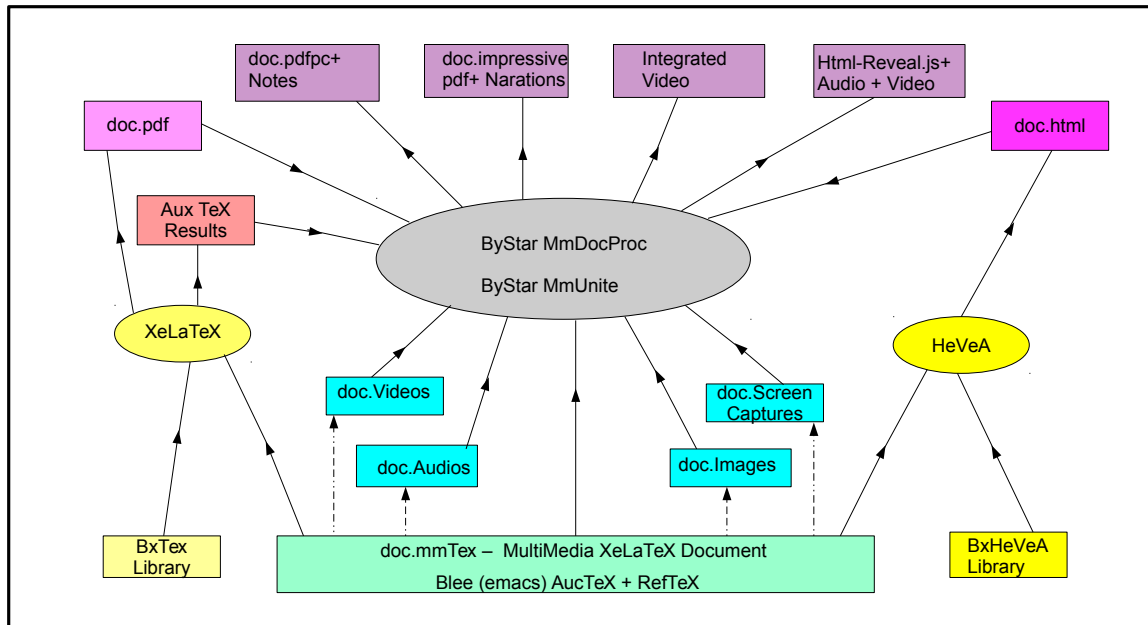 doc.pdfpc+
Notes
doc.impressive
pdf+ Narations
Integrated
Video
Html-Reveal.js+
Audio + Video
doc.pdf
doc.html
Aux TeX
Results
ByStar MmDocProc
ByStar MmUnite
XeLaTeX
HeVeA
doc.Videos
doc.Screen
Captures
doc.Audios
doc.Images
BxTex
Library
doc.mmTex – MultiMedia XeLaTeX Document
Blee (emacs) AucTeX + RefTeX
BxHeVeA
Library